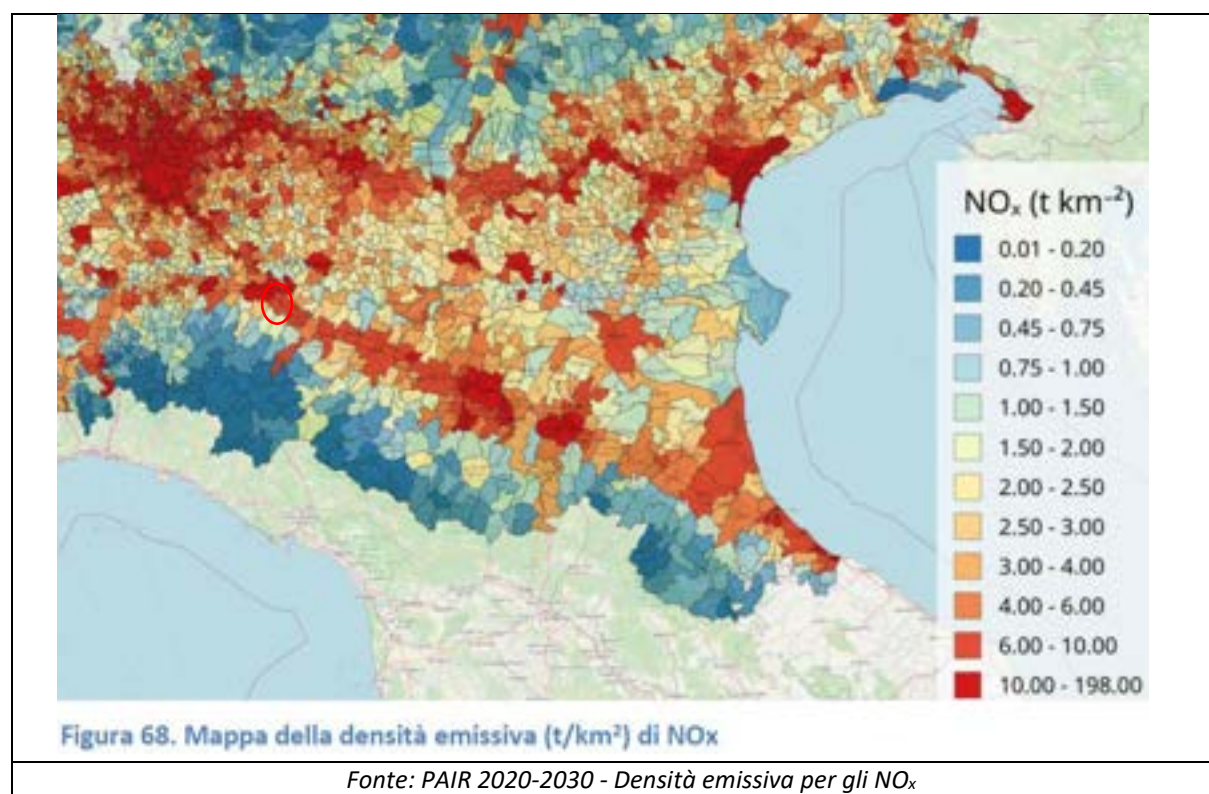 NOₓ (t km⁻²)
0.01 - 0.20
0.20 - 0.45
0.45 - 0.75
0.75 - 1.00
1.00 - 1.50
1.50 - 2.00
2.00 - 2.50
2.50 - 3.00
3.00 - 4.00
4.00 - 6.00
6.00 - 10.00
10.00 - 198.00
Figura 68. Mappa della densità emissiva (t/km²) di NOx
Fonte: PAIR 2020-2030 - Densità emissiva per gli NOₓ